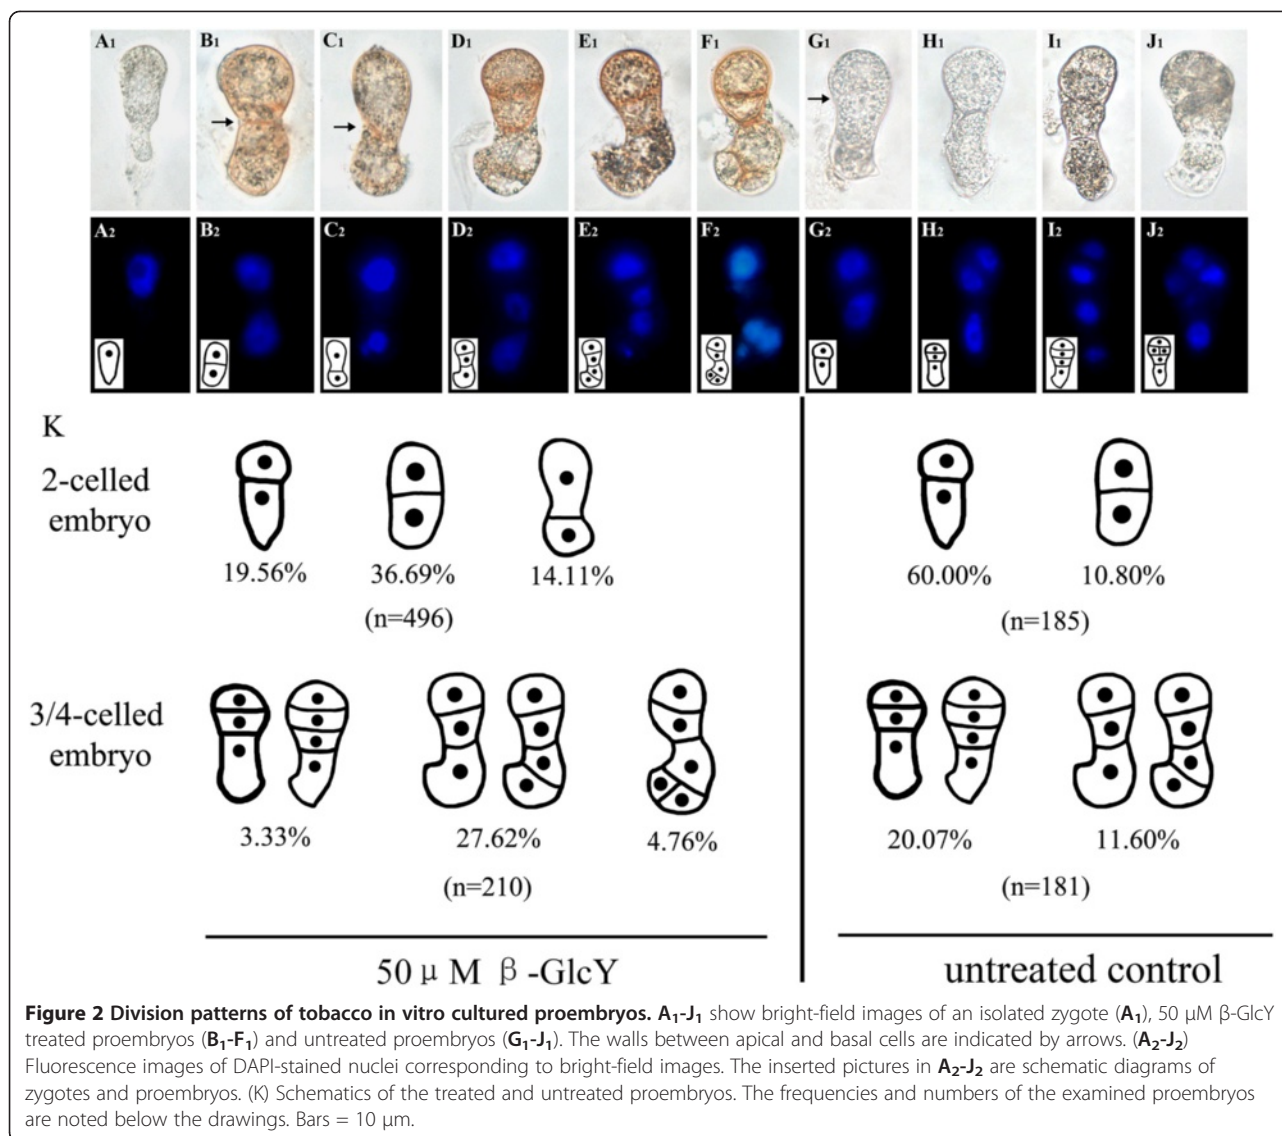 A1 B1 C1 D1 E1 F1 G1 H1 I1 J1
A2 B2 C2 D2 E2 F2 G2 H2 I2 J2
K
2-celled
embryo
19.56% 36.69% 14.11% 60.00% 10.80%
(n=496) (n=185)
3/4-celled
embryo
3.33% 27.62% 4.76% 20.07% 11.60%
(n=210) (n=181)
50 μM β-GlcY untreated control
Figure 2 Division patterns of tobacco in vitro cultured proembryos. A1-J1 show bright-field images of an isolated zygote (A1), 50 μM β-GlcY
treated proembryos (B1-F1) and untreated proembryos (G1-J1). The walls between apical and basal cells are indicated by arrows. (A2-J2)
Fluorescence images of DAPI-stained nuclei corresponding to bright-field images. The inserted pictures in A2-J2 are schematic diagrams of
zygotes and proembryos. (K) Schematics of the treated and untreated proembryos. The frequencies and numbers of the examined proembryos
are noted below the drawings. Bars = 10 μm.